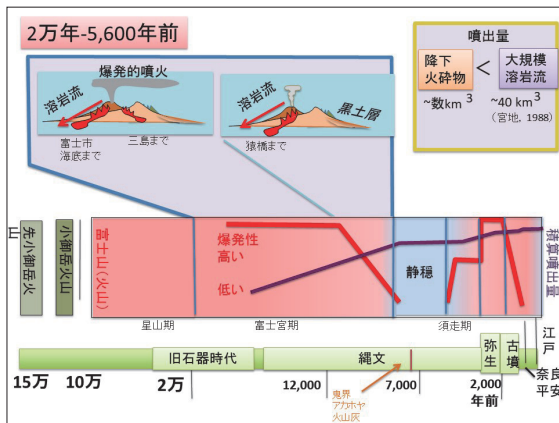 2万年-5,600年前
噴出量
降下
火砕物
<
大規模
溶岩流
~数km3
~40 km3
(宮地, 1988)
爆発的噴火
溶岩流
富士市
海底まで
三島まで
溶岩流
黒土層
猿橋まで
先小御岳火山
小御岳火山
富士山(火山)
爆発性
高い
低い
静穏
積算噴出量
星山期
富士宮期
須走期
江戸
旧石器時代
縄文
弥生
古墳
奈良
平安
15万
10万
2万
12,000
7,000
2,000
年前
鬼界
アカホヤ
火山灰